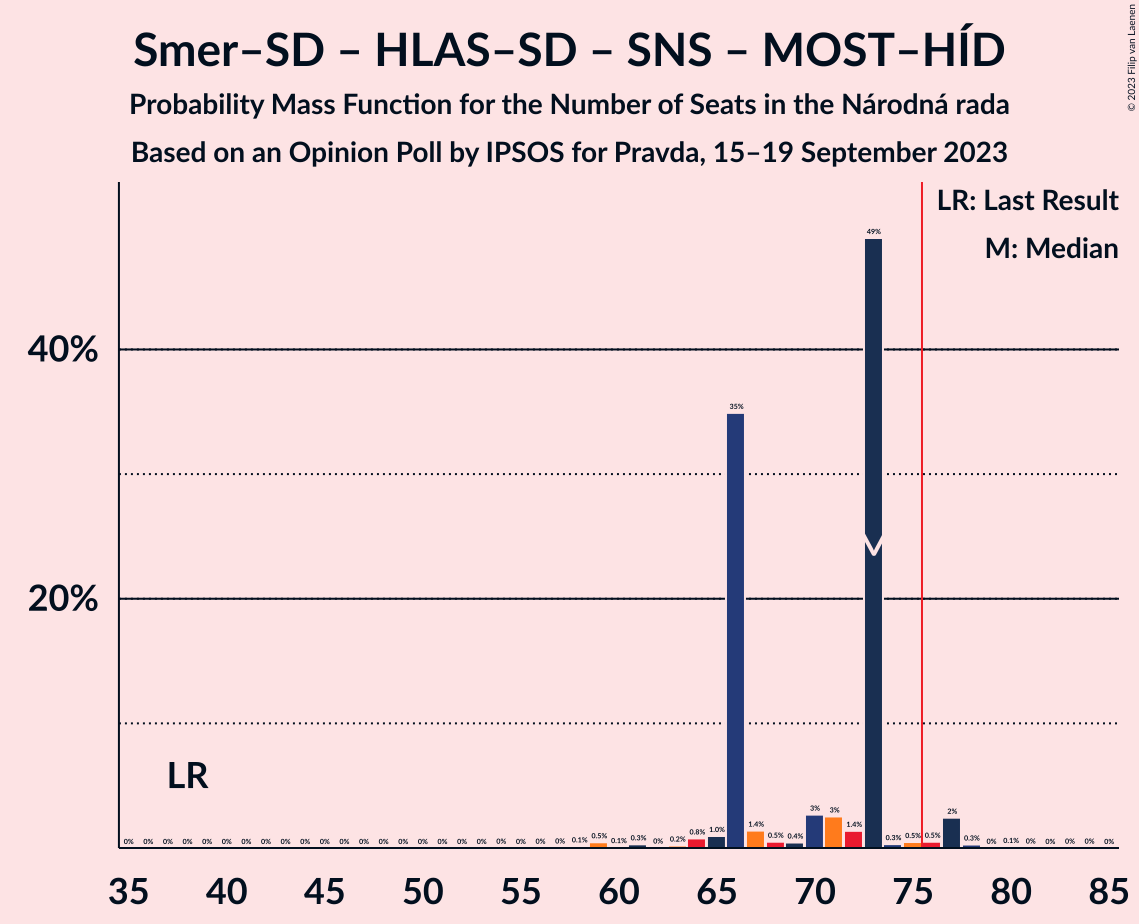 Smer–SD – HLAS–SD – SNS – MOST–HÍD
Probability Mass Function for the Number of Seats in the Národná rada
Based on an Opinion Poll by IPSOS for Pravda, 15–19 September 2023
© 2023 Filip van Laenen
LR: Last Result
M: Median
40%
20%
LR
0% 0% 0% 0% 0% 0% 0% 0% 0% 0% 0% 0% 0% 0% 0% 0% 0% 0% 0% 0% 0% 0% 0% 0.1% 0.5% 0.1% 0.3% 0% 0.2% 0.8% 1.0% 35% 1.4% 0.5% 0.4% 3% 3% 1.4% 49% 0.3% 0.5% 0.5% 2% 0.3% 0% 0.1% 0% 0% 0% 0% 0%
35 40 45 50 55 60 65 70 75 80 85